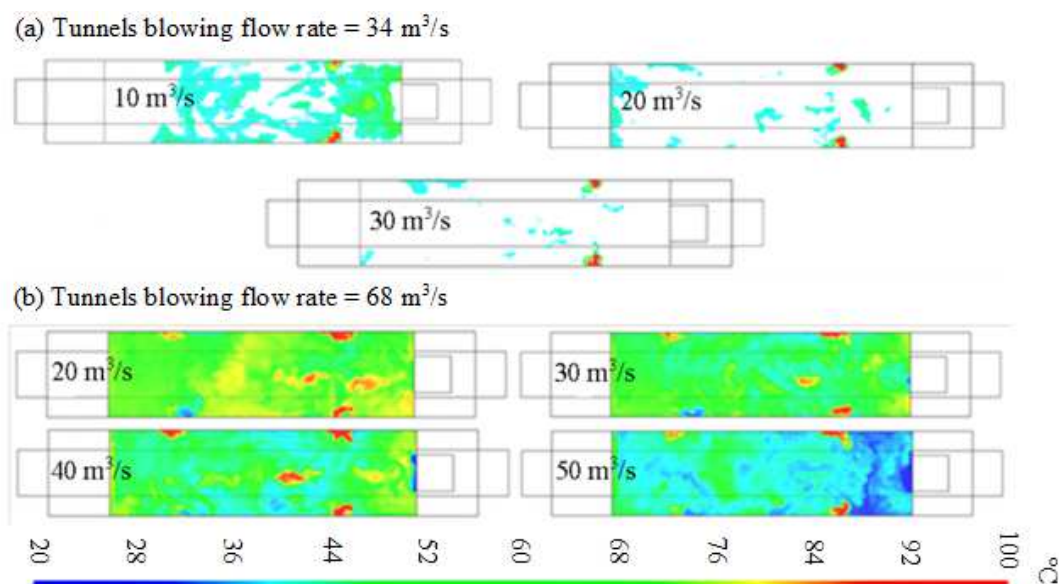 (a) Tunnels blowing flow rate = 34 m³/s
10 m³/s
20 m³/s
30 m³/s
(b) Tunnels blowing flow rate = 68 m³/s
20 m³/s
30 m³/s
40 m³/s
50 m³/s
20 28 36 44 52 60 68 76 84 92 100 °C